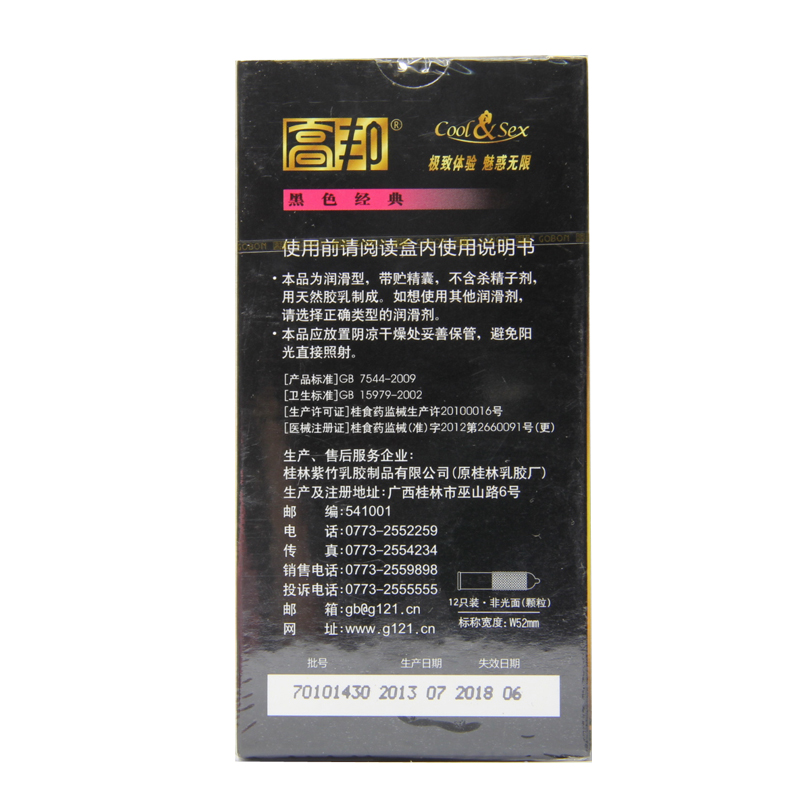 高邦®
Cool & Sex
极致体验 魅惑无限
黑色经典
使用前请阅读盒内使用说明书
·本品为润滑型，带贮精囊，不含杀精子剂，
用天然胶乳制成。如想使用其他润滑剂，
请选择正确类型的润滑剂。
·本品应放置阴凉干燥处妥善保管，避免阳
光直接照射。
[产品标准]GB 7544-2009
[卫生标准]GB 15979-2002
[生产许可证]桂食药监械生产许20100016号
[医械注册证]桂食药监械(准)字2012第2660091号(更)
生产、售后服务企业:
桂林紫竹乳胶制品有限公司(原桂林乳胶厂)
生产及注册地址:广西桂林市巫山路6号
邮 编:541001
电 话:0773-2552259
传 真:0773-2554234
销售电话:0773-2559898
投诉电话:0773-2555555
邮 箱:gb@g121.cn
网 址:www.g121.cn
12只装·非光面(颗粒)
标称宽度:W52mm
批号 生产日期 失效日期
70101430 2013 07 2018 06